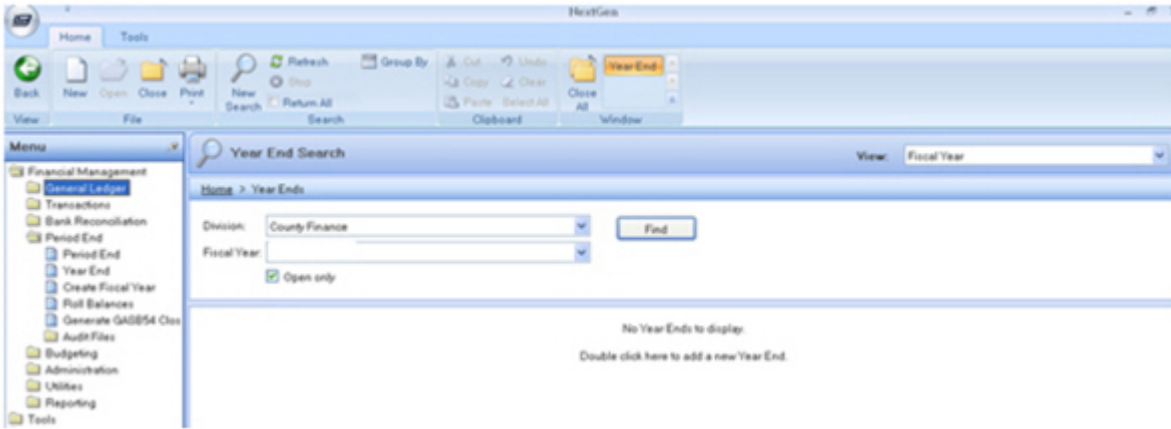 NextGen
Home Tools
Back New Open Close Print New Search Refresh Stop Return All Group By Cut Copy Paste Undo Clear Select All Close All Year End
View File Search Clipboard Window
Menu
Financial Management
General Ledger
Transactions
Bank Reconciliation
Period End
Period End
Year End
Create Fiscal Year
Roll Balances
Generate GASB54 Clos
Audit Files
Budgeting
Administration
Utilities
Reporting
Tools
Year End Search
View: Fiscal Year
Home > Year Ends
Division: County Finance
Find
Fiscal Year:
Open only
No Year Ends to display.
Double click here to add a new Year End.